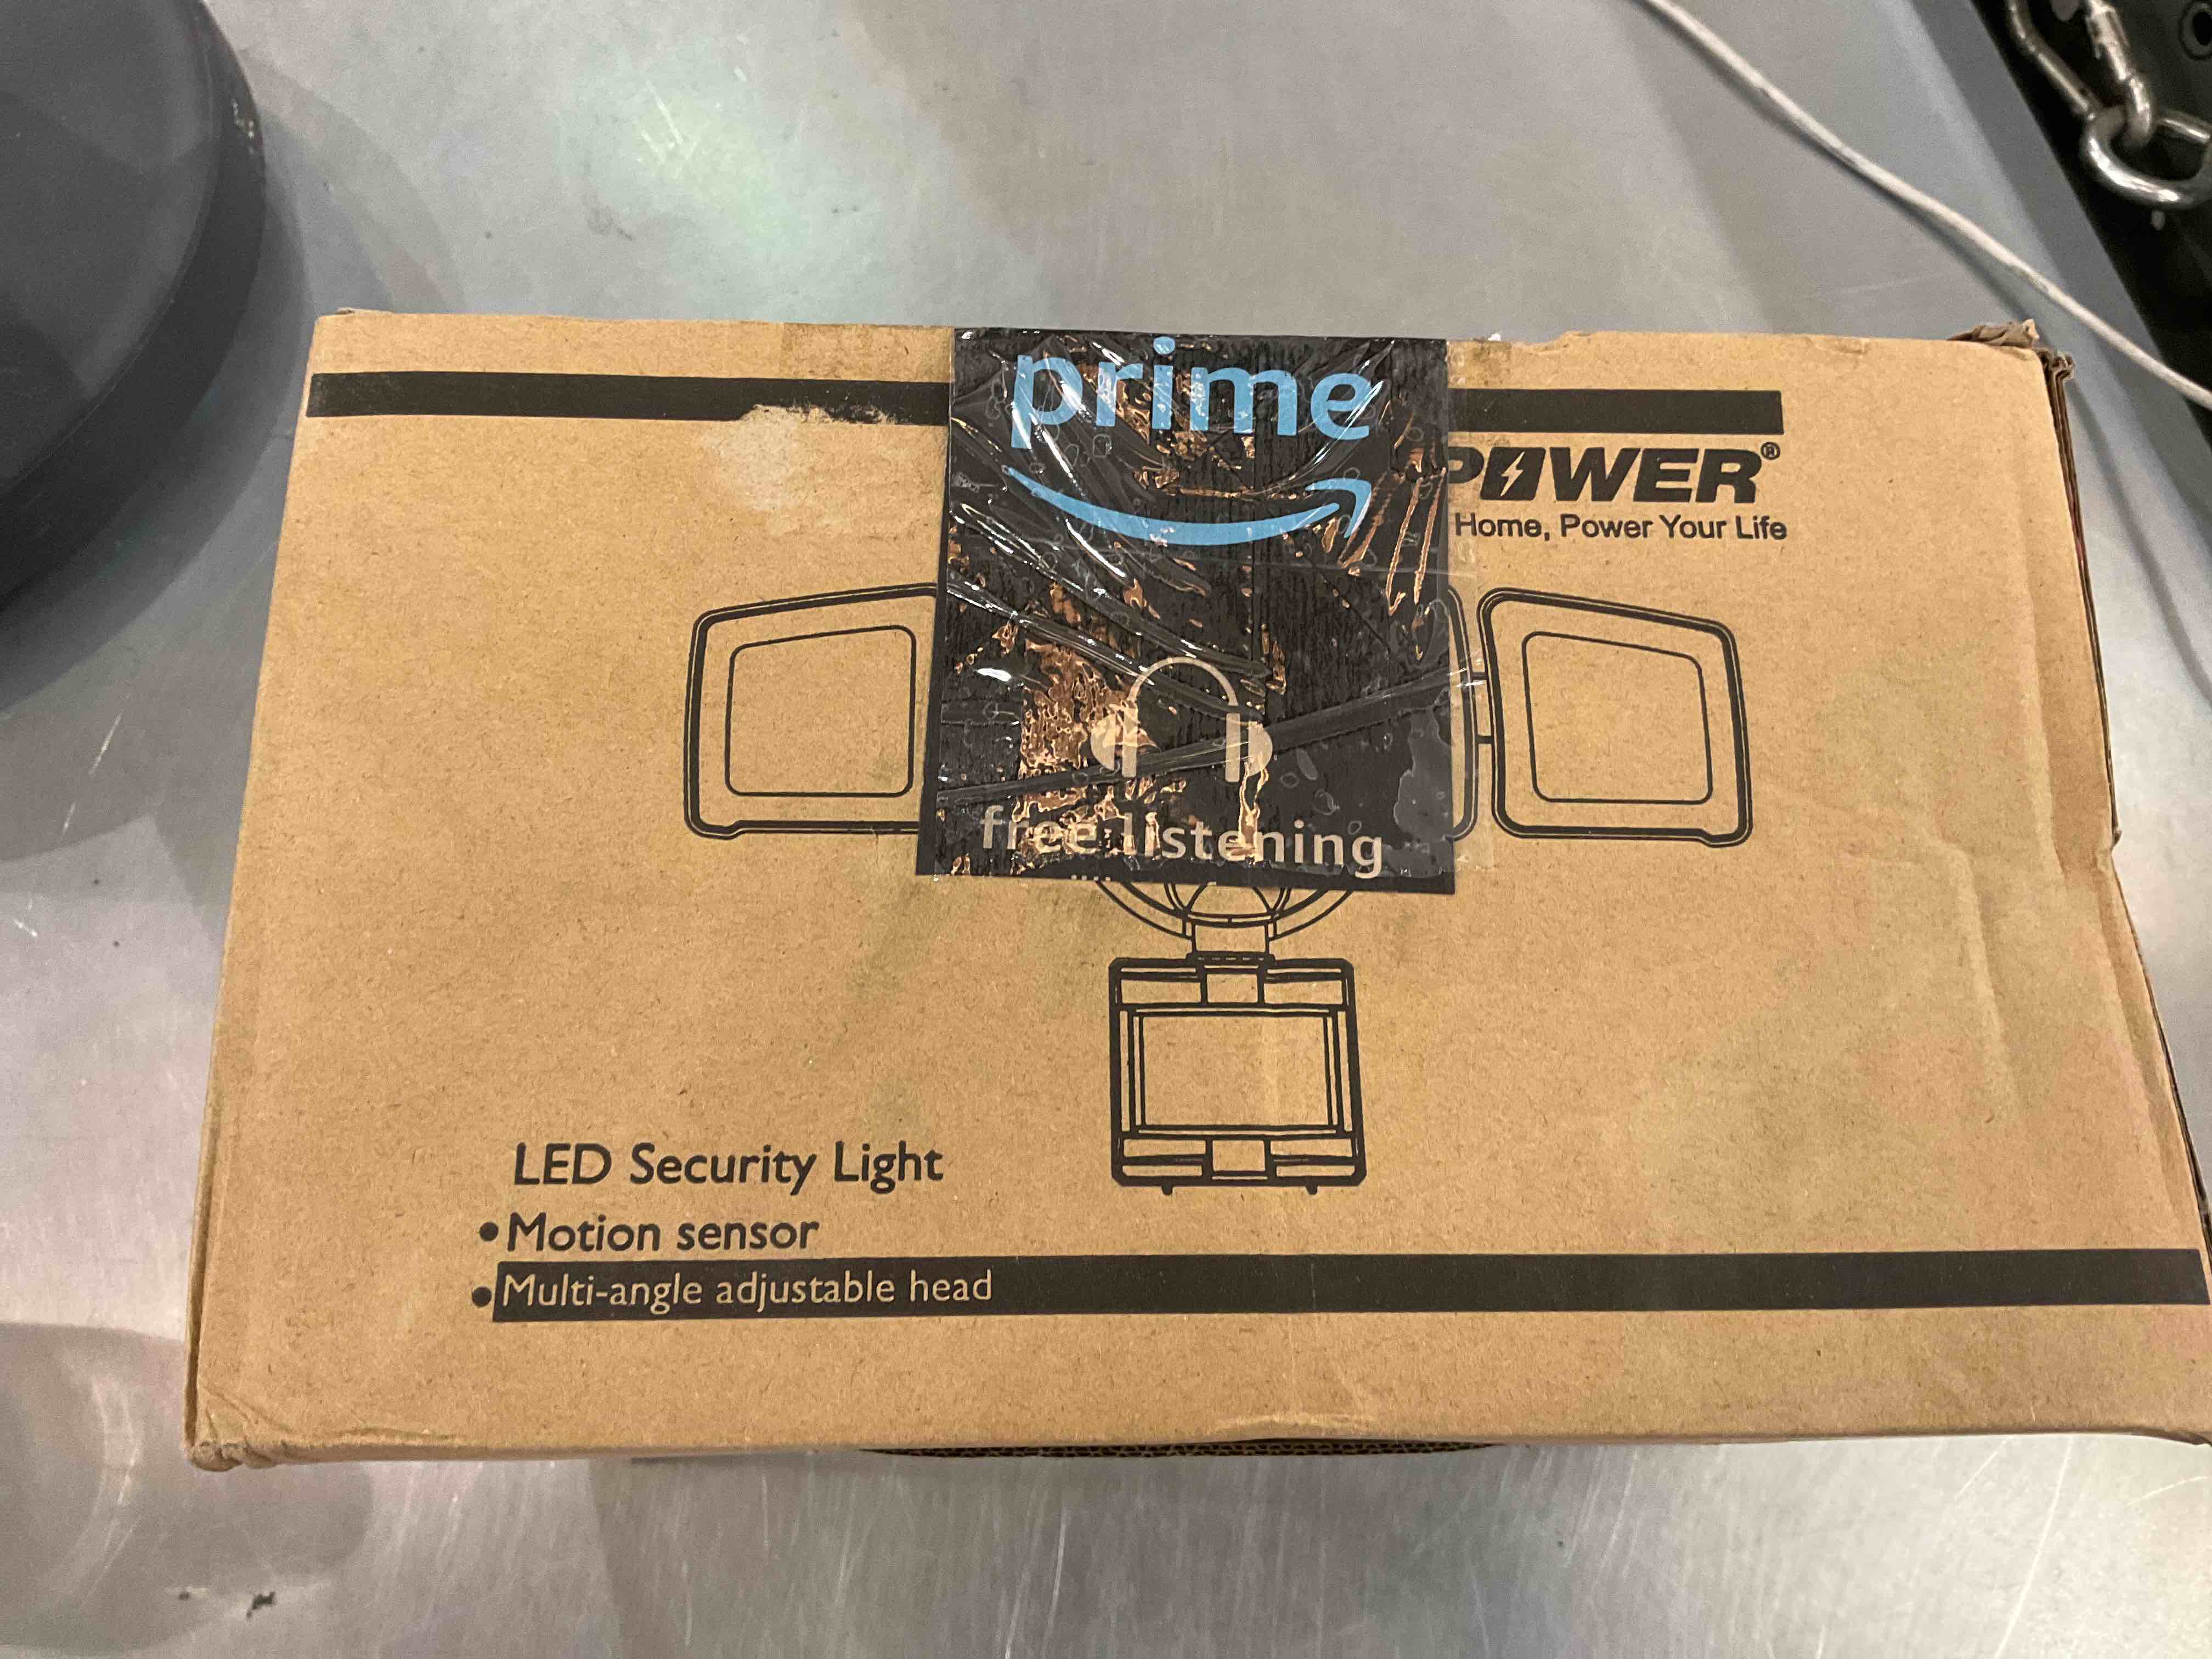 prime
POWER®
Home, Power Your Life
free listening
LED Security Light
•Motion sensor
•Multi-angle adjustable head